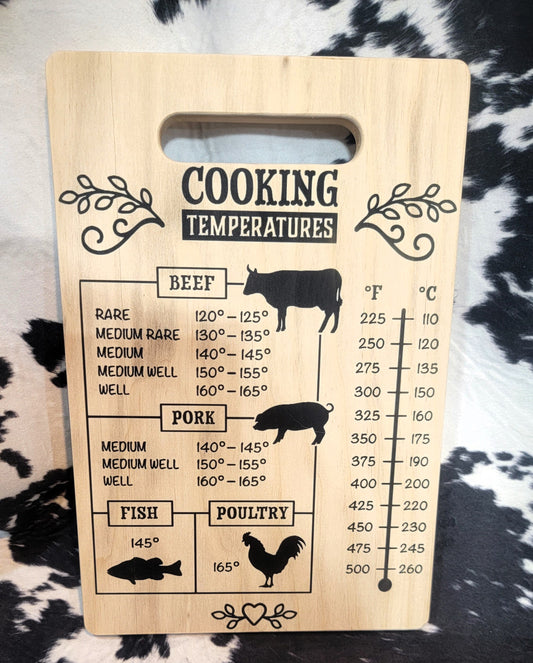 COOKING
TEMPERATURES
BEEF
RARE 120°–125°
MEDIUM RARE 130°–135°
MEDIUM 140°–145°
MEDIUM WELL 150°–155°
WELL 160°–165°
PORK
MEDIUM 140°–145°
MEDIUM WELL 150°–155°
WELL 160°–165°
FISH
145°
POULTRY
165°
°F °C
225 110
250 120
275 135
300 150
325 160
350 175
375 190
400 200
425 220
450 230
475 245
500 260